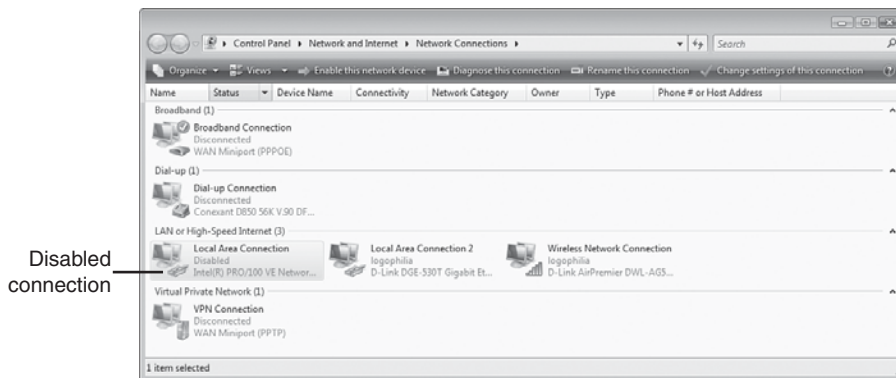 Control Panel ▸ Network and Internet ▸ Network Connections ▸ Search
Organize Views Enable this network device Diagnose this connection Rename this connection Change settings of this connection
Name Status Device Name Connectivity Network Category Owner Type Phone # or Host Address
Broadband (1)
Broadband Connection
Disconnected
WAN Miniport (PPPOE)
Dial-up (1)
Dial-up Connection
Disconnected
Conexant D850 56K V.90 DF...
LAN or High-Speed Internet (3)
Local Area Connection
Disabled
Intel(R) PRO/100 VE Networ...
Local Area Connection 2
logophilia
D-Link DGE-530T Gigabit Et...
Wireless Network Connection
logophilia
D-Link AirPremier DWL-AG5...
Disabled
connection
Virtual Private Network (1)
VPN Connection
Disconnected
WAN Miniport (PPTP)
1 item selected